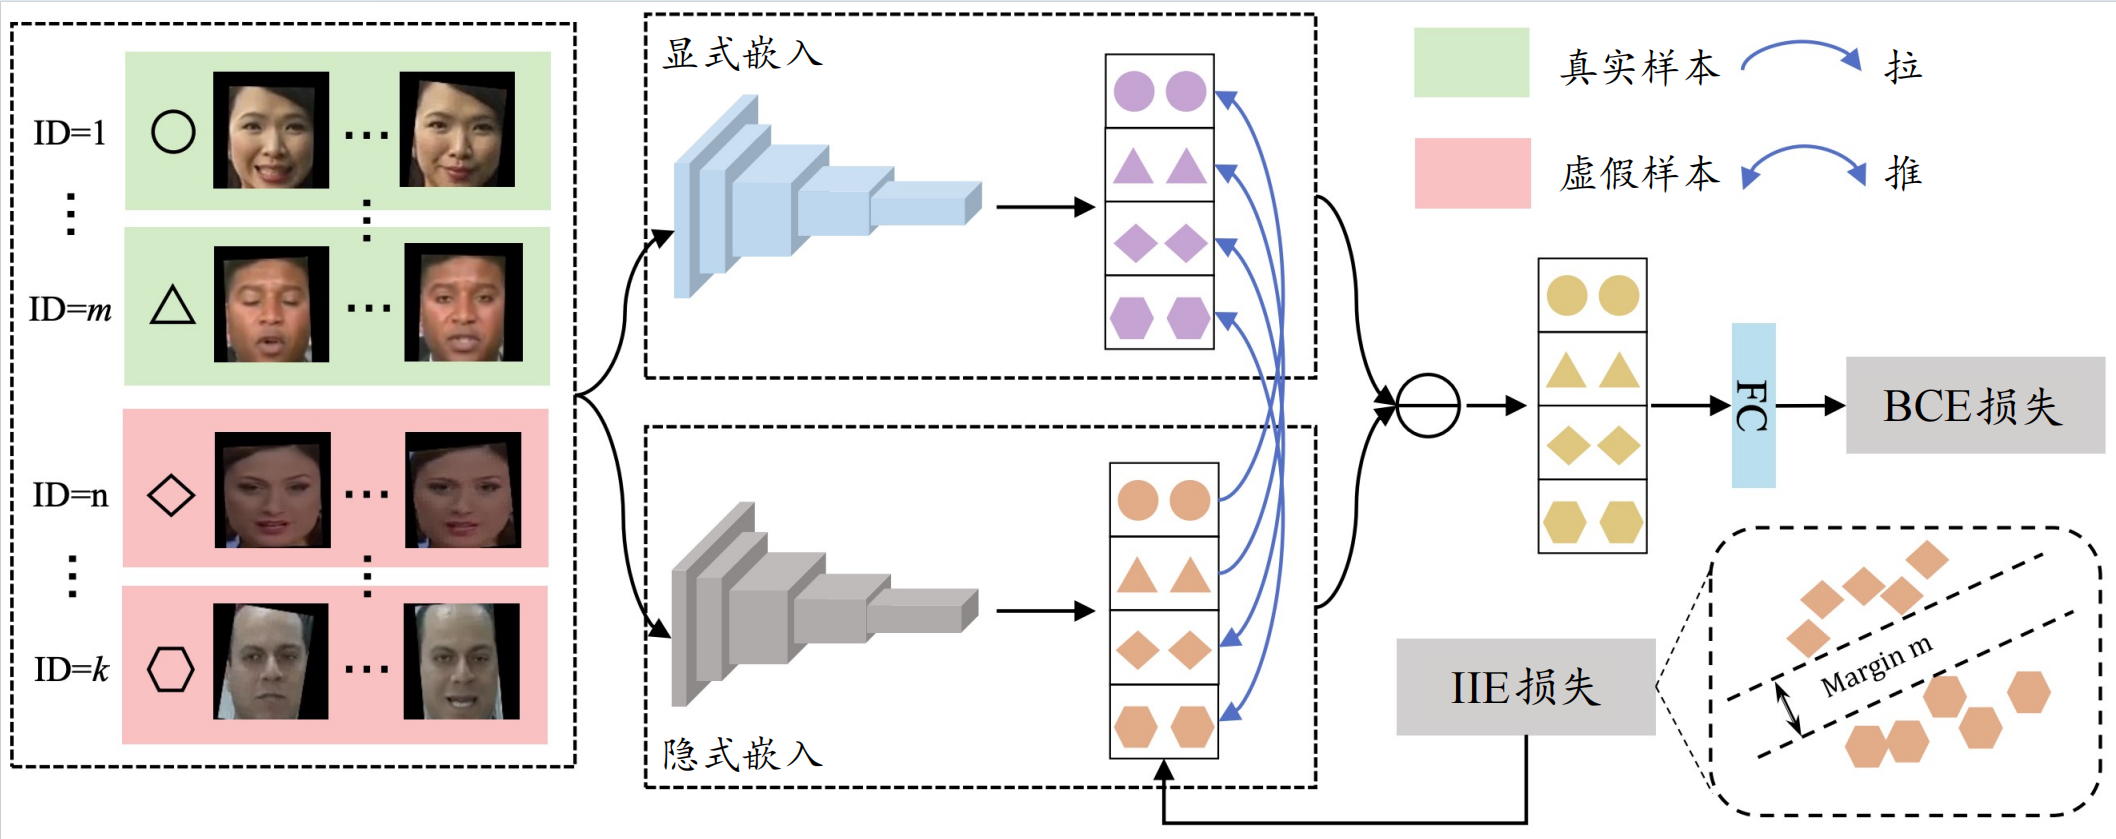 ID=1
ID=m
ID=n
ID=k
显式嵌入
隐式嵌入
真实样本
拉
虚假样本
推
FC
BCE损失
IIE损失
Margin m